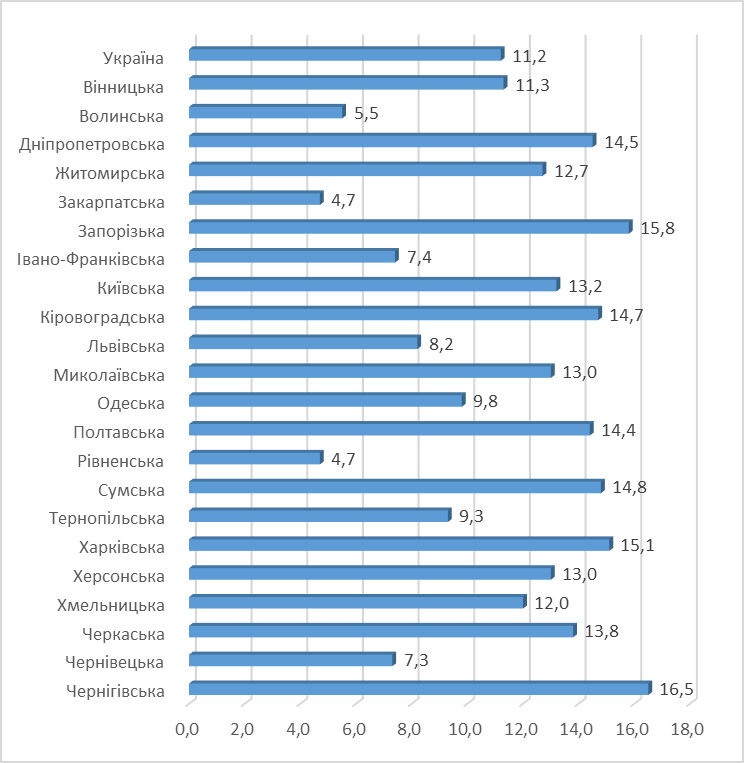 Україна 11,2
Вінницька 11,3
Волинська 5,5
Дніпропетровська 14,5
Житомирська 12,7
Закарпатська 4,7
Запорізька 15,8
Івано-Франківська 7,4
Київська 13,2
Кіровоградська 14,7
Львівська 8,2
Миколаївська 13,0
Одеська 9,8
Полтавська 14,4
Рівненська 4,7
Сумська 14,8
Тернопільська 9,3
Харківська 15,1
Херсонська 13,0
Хмельницька 12,0
Черкаська 13,8
Чернівецька 7,3
Чернігівська 16,5
0,0 2,0 4,0 6,0 8,0 10,0 12,0 14,0 16,0 18,0